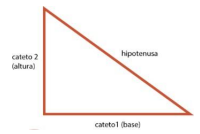 hipotenusa
cateto 2
(altura)
cateto1 (base)